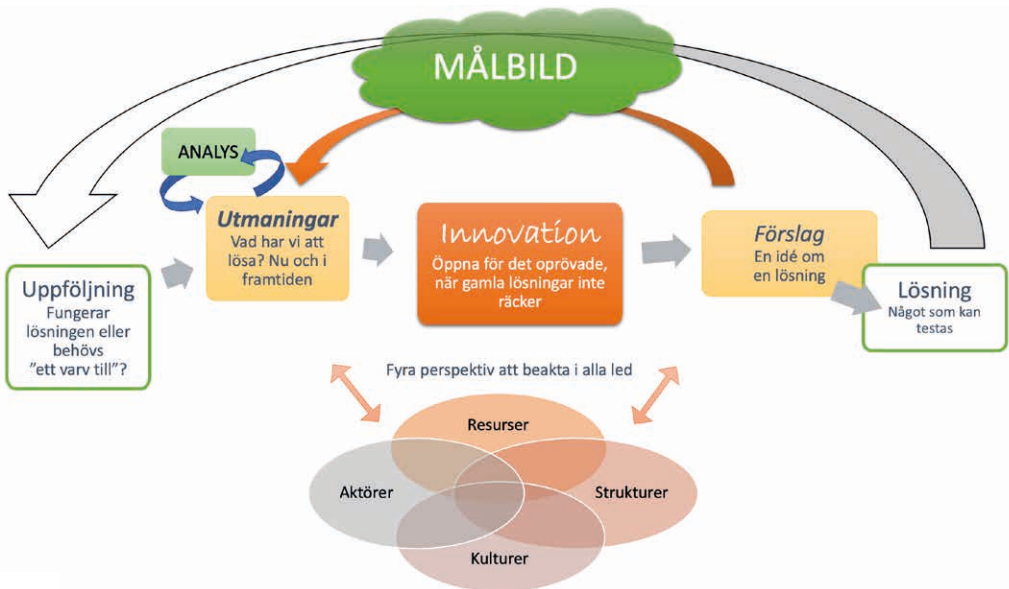 MÅLBILD
ANALYS
Utmaningar
Vad har vi att
lösa? Nu och i
framtiden
Innovation
Öppna för det oprövade,
när gamla lösningar inte
räcker
Förslag
En idé om
en lösning
Uppföljning
Fungerar
lösningen eller
behövs
”ett varv till”?
Lösning
Något som kan
testas
Fyra perspektiv att beakta i alla led
Resurser
Aktörer
Strukturer
Kulturer